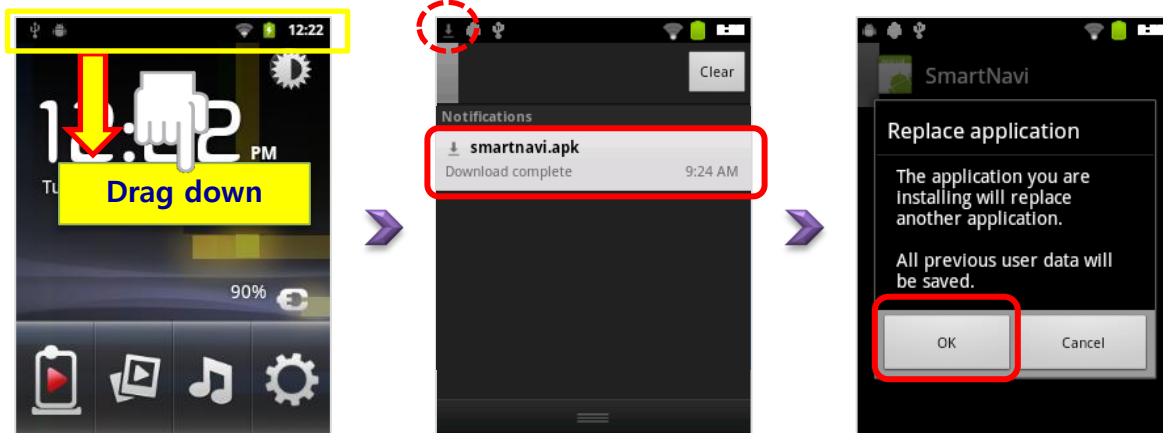 12:22
12:22
PM
Tu
Drag down
90%
Clear
Notifications
smartnavi.apk
Download complete 9:24 AM
SmartNavi
Replace application
The application you are
installing will replace
another application.
All previous user data will
be saved.
OK Cancel